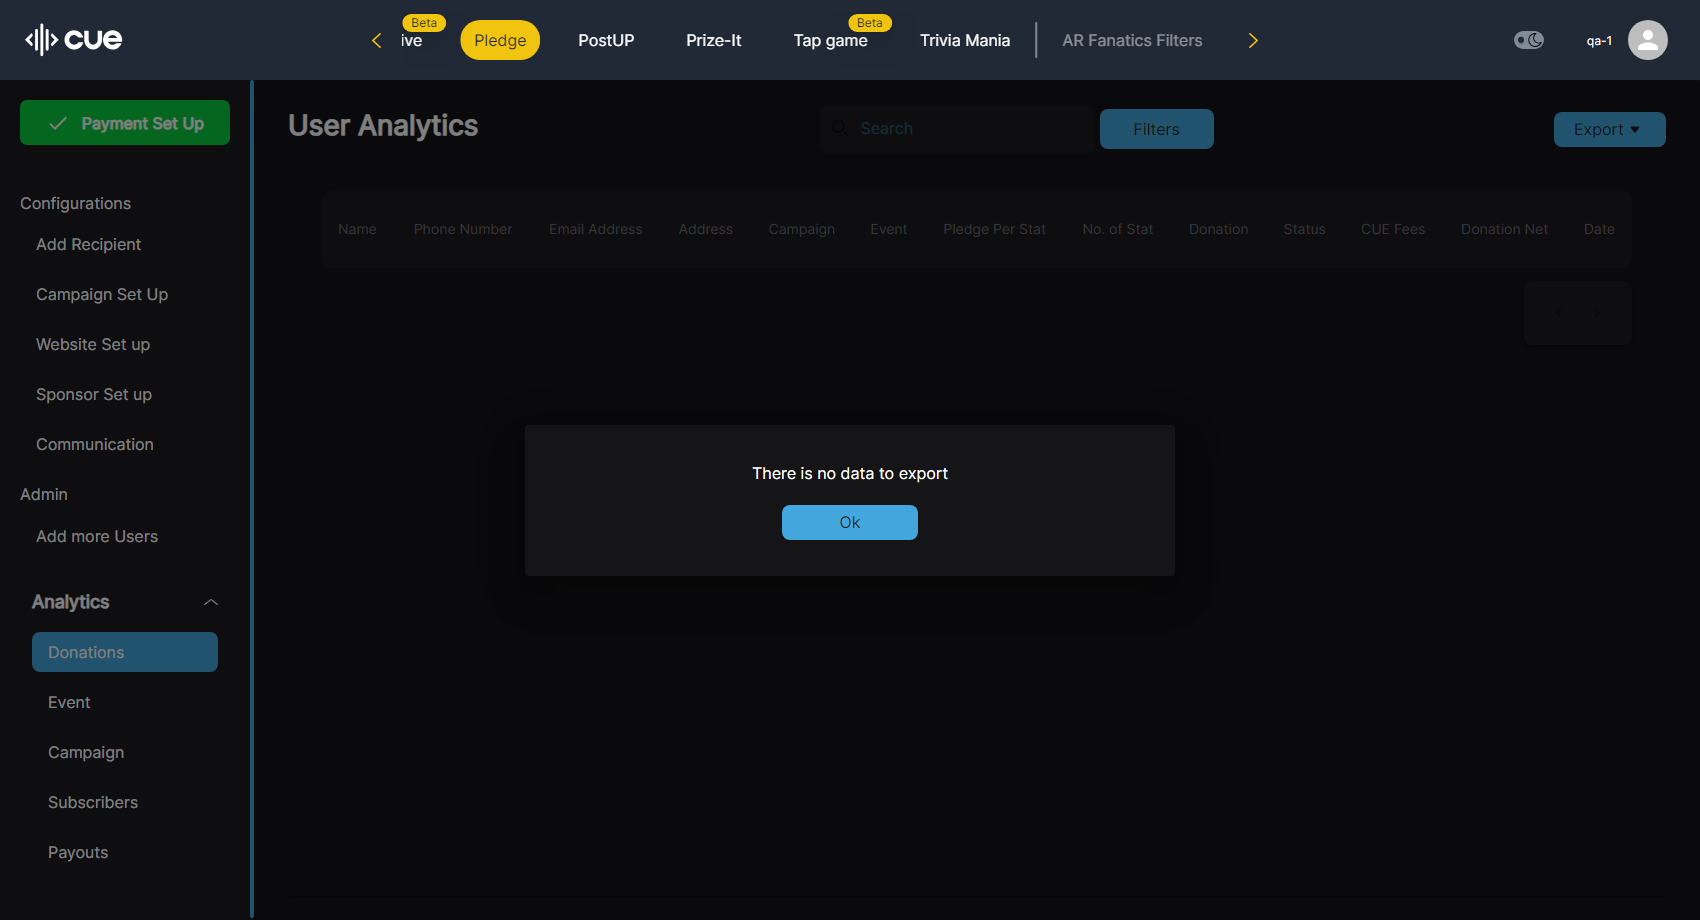 cue
Beta
ive
Pledge
PostUP
Prize-It
Beta
Tap game
Trivia Mania
AR Fanatics Filters
qa-1
Payment Set Up
Configurations
Add Recipient
Campaign Set Up
Website Set up
Sponsor Set up
Communication
Admin
Add more Users
Analytics
Donations
Event
Campaign
Subscribers
Payouts
User Analytics
Search
Filters
Export
Name Phone Number Email Address Address Campaign Event Pledge Per Stat No. of Stat Donation Status CUE Fees Donation Net Date
There is no data to export
Ok